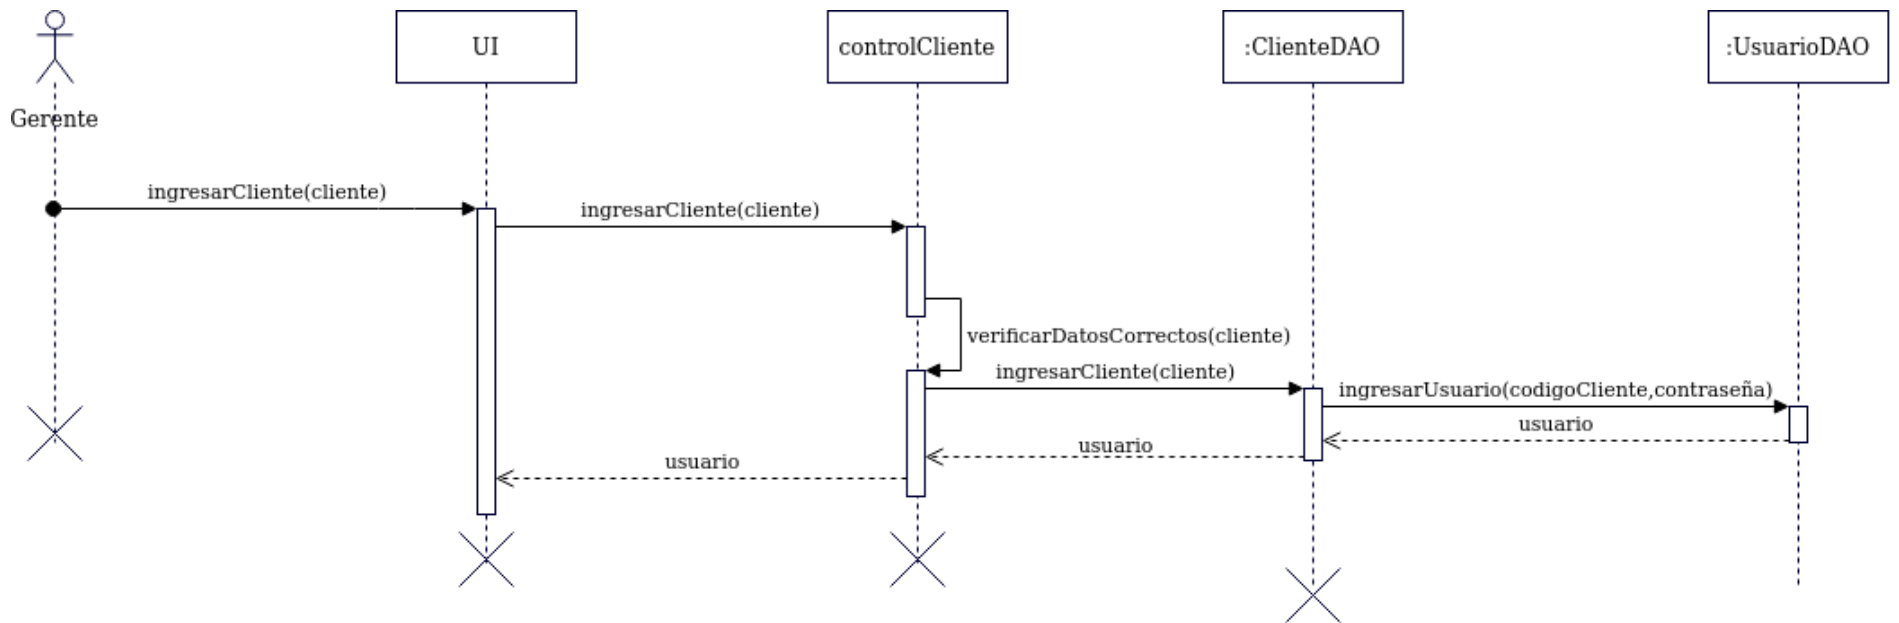 UI
controlCliente
:ClienteDAO
:UsuarioDAO
Gerente
ingresarCliente(cliente)
ingresarCliente(cliente)
verificarDatosCorrectos(cliente)
ingresarCliente(cliente)
ingresarUsuario(codigoCliente,contraseña)
usuario
usuario
usuario